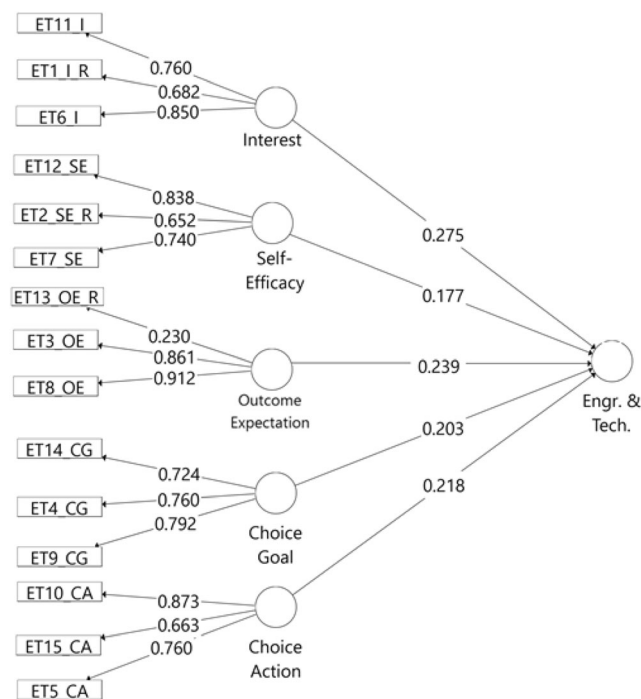 ET11_I
0.760
ET1_I_R
0.682
0.850
ET6_I
Interest
ET12_SE
0.838
ET2_SE_R
0.652
0.740
ET7_SE
Self-
Efficacy
0.275
0.177
ET13_OE_R
0.230
ET3_OE
0.861
0.912
ET8_OE
Outcome
Expectation
0.239
Engr. &
Tech.
0.203
0.218
ET14_CG
0.724
ET4_CG
0.760
0.792
ET9_CG
Choice
Goal
ET10_CA
0.873
0.663
ET15_CA
0.760
ET5_CA
Choice
Action